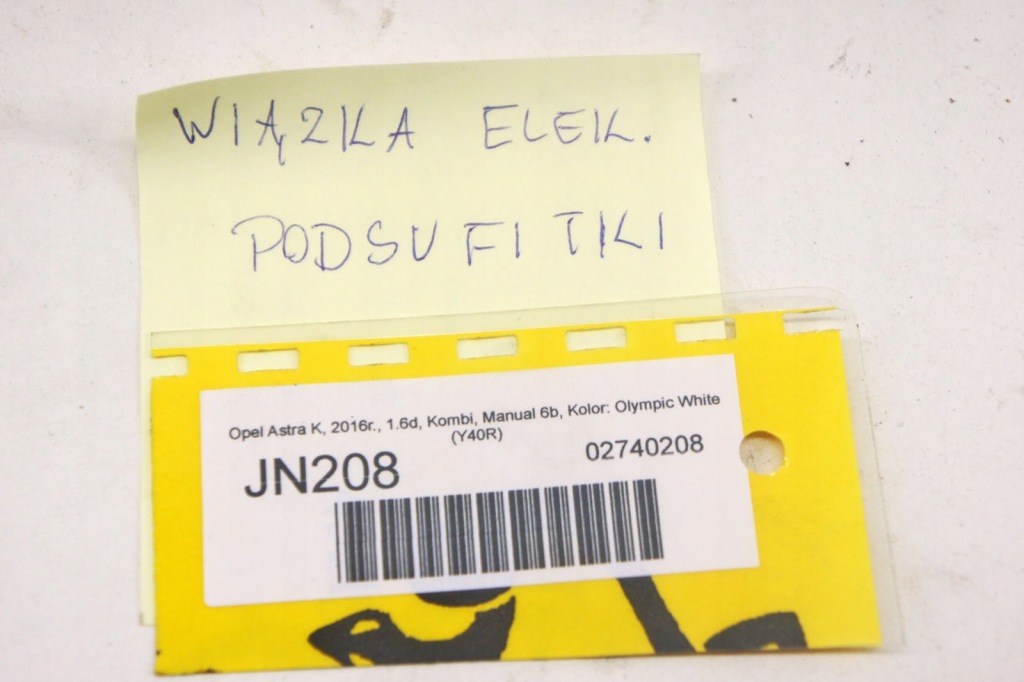 WIĄZKA ELEK.
PODSUFITKI
Opel Astra K, 2016r., 1.6d, Kombi, Manual 6b, Kolor: Olympic White
(Y40R)
JN208 02740208